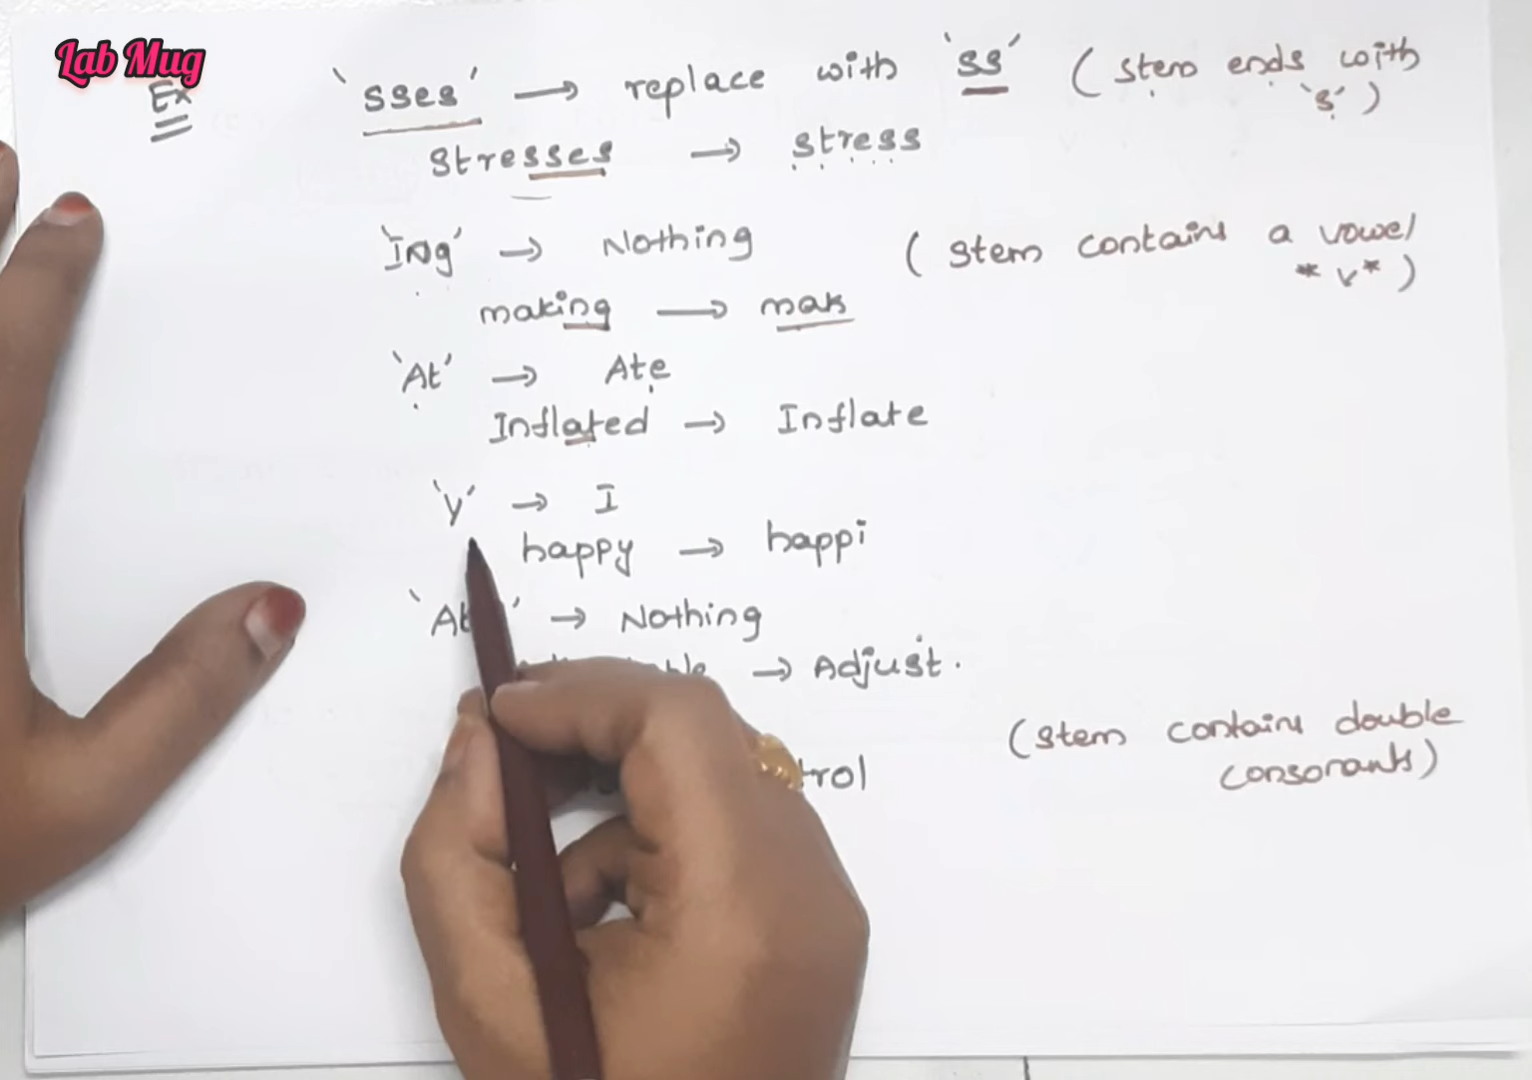 Lab Mug
Ex
'sses' → replace with 'ss' (stem ends with 's')
stresses → stress
'Ing' → Nothing (stem contains a vowel *v*)
making → mak
'At' → Ate
Inflated → Inflate
'y' → I
happy → happi
→ Nothing
→ Adjust.
(stem contains double consonants)